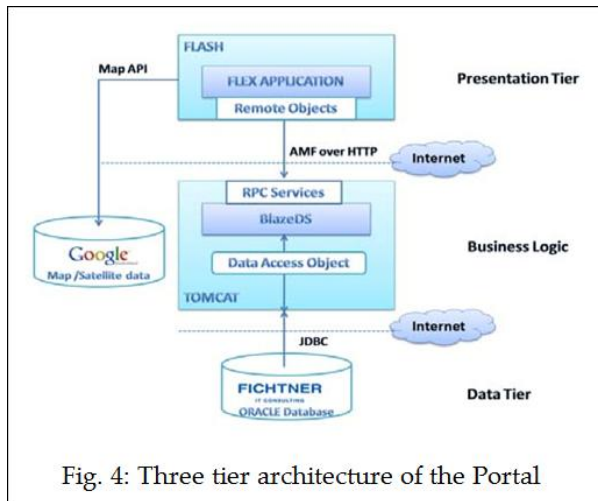 FLASH
Map API
FLEX APPLICATION
Presentation Tier
Remote Objects
AMF over HTTP
Internet
RPC Services
BlazeDS
Google
Business Logic
Map /Satellite data
Data Access Object
TOMCAT
Internet
JDBC
FICHTNER
IT CONSULTING
ORACLE Database
Data Tier
Fig. 4: Three tier architecture of the Portal